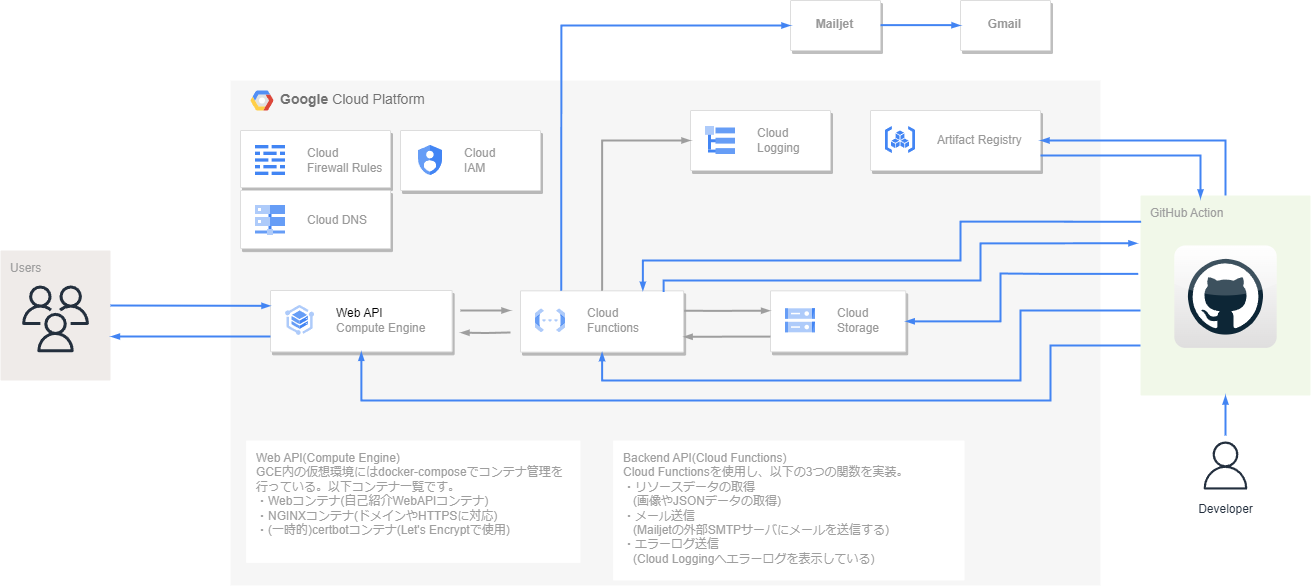 Mailjet
Gmail
Google Cloud Platform
Cloud
Firewall Rules
Cloud
IAM
Cloud
Logging
Artifact Registry
Cloud DNS
GitHub Action
Users
Web API
Compute Engine
Cloud
Functions
Cloud
Storage
Web API(Compute Engine)
GCE内の仮想環境にはdocker-composeでコンテナ管理を
行っている。以下コンテナ一覧です。
・Webコンテナ(自己紹介WebAPIコンテナ)
・NGINXコンテナ(ドメインやHTTPSに対応)
・(一時的)certbotコンテナ(Let's Encryptで使用)
Backend API(Cloud Functions)
Cloud Functionsを使用し、以下の3つの関数を実装。
・リソースデータの取得
(画像やJSONデータの取得)
・メール送信
(Mailjetの外部SMTPサーバにメールを送信する)
・エラーログ送信
(Cloud Loggingへエラーログを表示している)
Developer